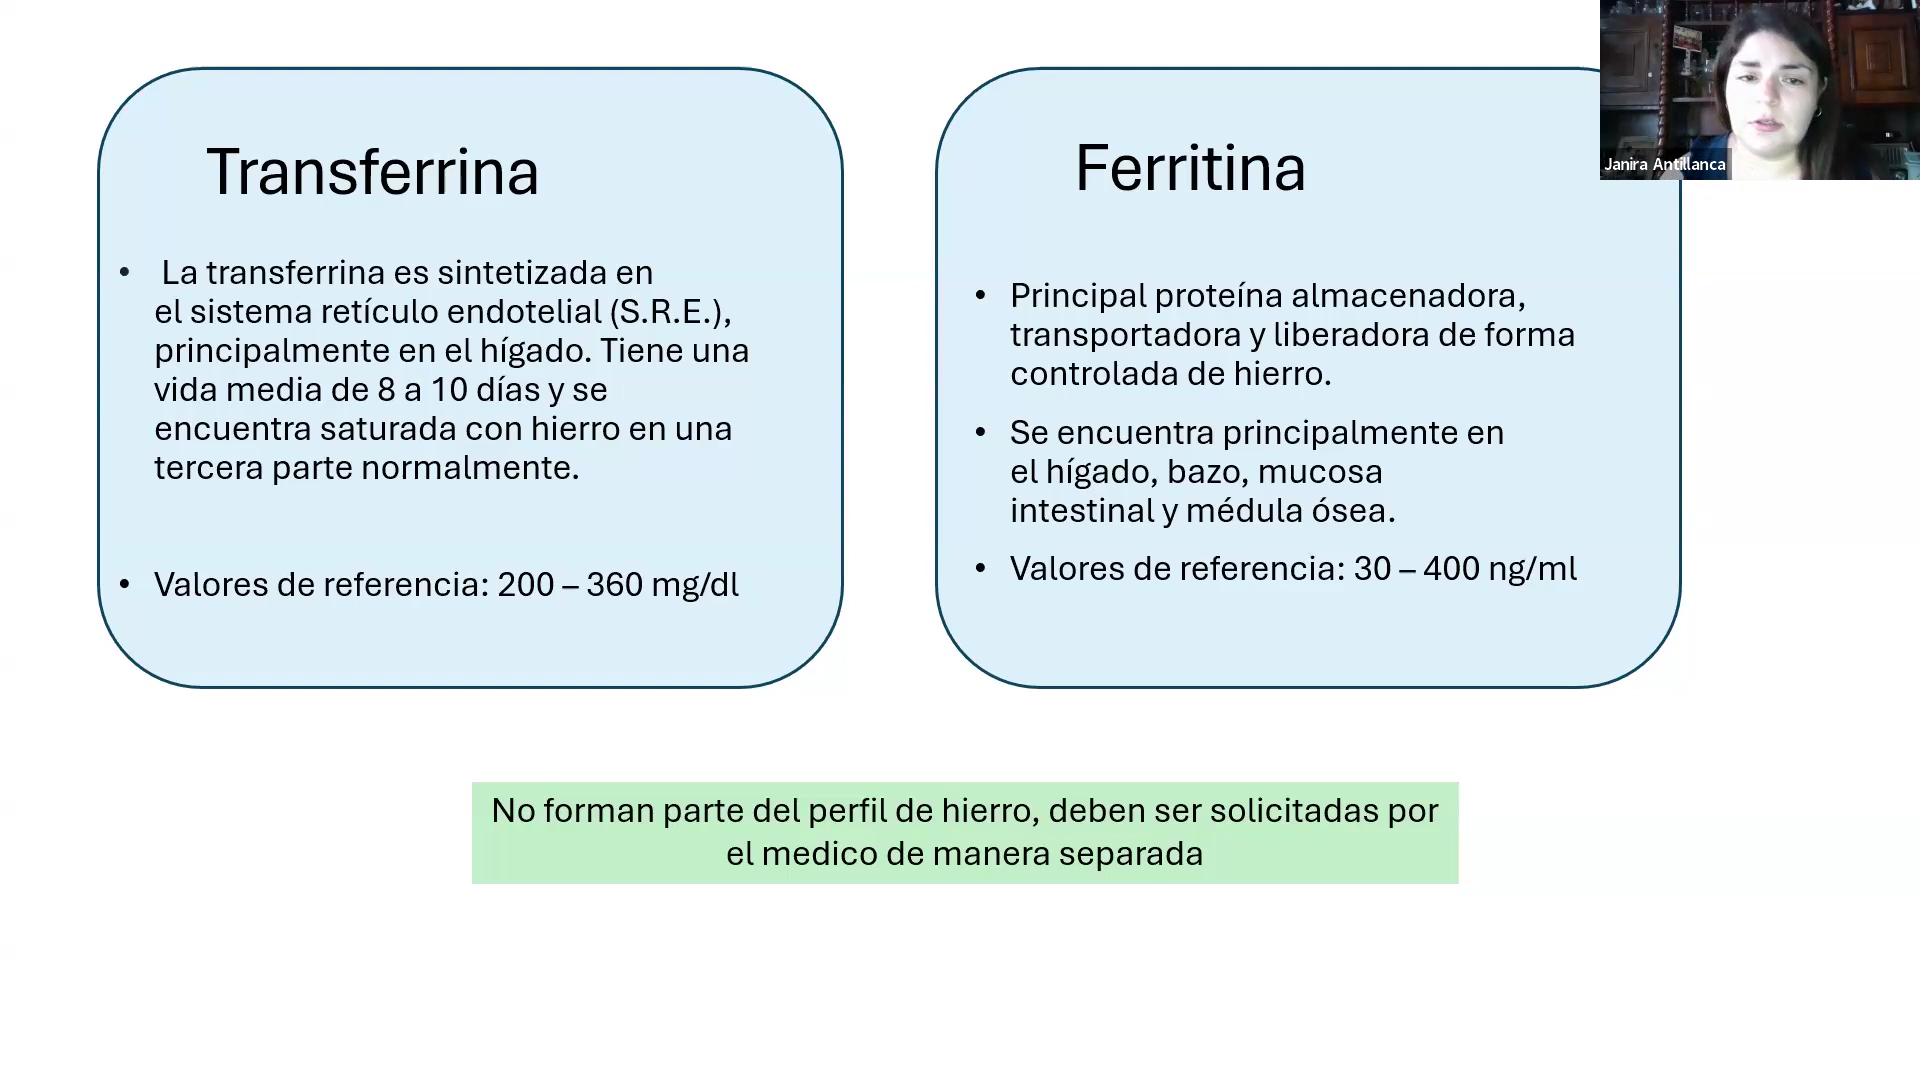 Transferrina
• La transferrina es sintetizada en
el sistema retículo endotelial (S.R.E.),
principalmente en el hígado. Tiene una
vida media de 8 a 10 días y se
encuentra saturada con hierro en una
tercera parte normalmente.
• Valores de referencia: 200 – 360 mg/dl
Ferritina
• Principal proteína almacenadora,
transportadora y liberadora de forma
controlada de hierro.
• Se encuentra principalmente en
el hígado, bazo, mucosa
intestinal y médula ósea.
• Valores de referencia: 30 – 400 ng/ml
Janira Antillanca
No forman parte del perfil de hierro, deben ser solicitadas por
el medico de manera separada